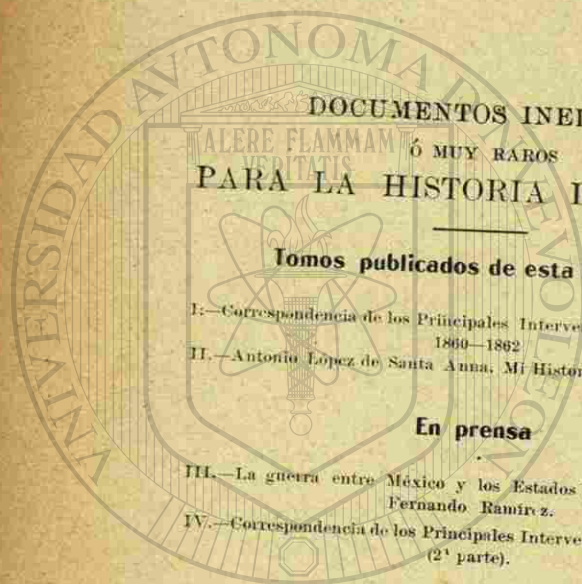 DOCUMENTOS INE
Ó MUY RAROS
PARA LA HISTORIA
Tomos publicados de esta
I:—Correspondencia de los Principales Interve
1860—1862
II.—Antonio López de Santa Anna. Mi Histor
En prensa
III.—La guerra entre México y los Estados
Fernando Ramírez.
IV.—Correspondencia de los Principales Interve
(2ª parte).
UNIVERSIDAD AUTONOMA DE NUEVO LEON
ALERE FLAMMAM
VERITATIS